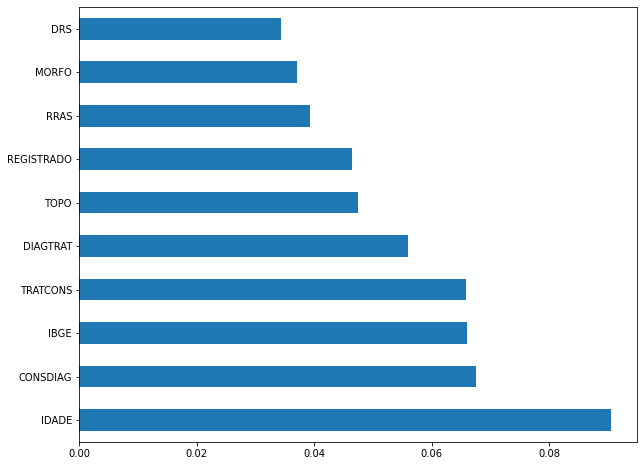 DRS
MORFO
RRAS
REGISTRADO
TOPO
DIAGTRAT
TRATCONS
IBGE
CONSDIAG
IDADE
0.00 0.02 0.04 0.06 0.08